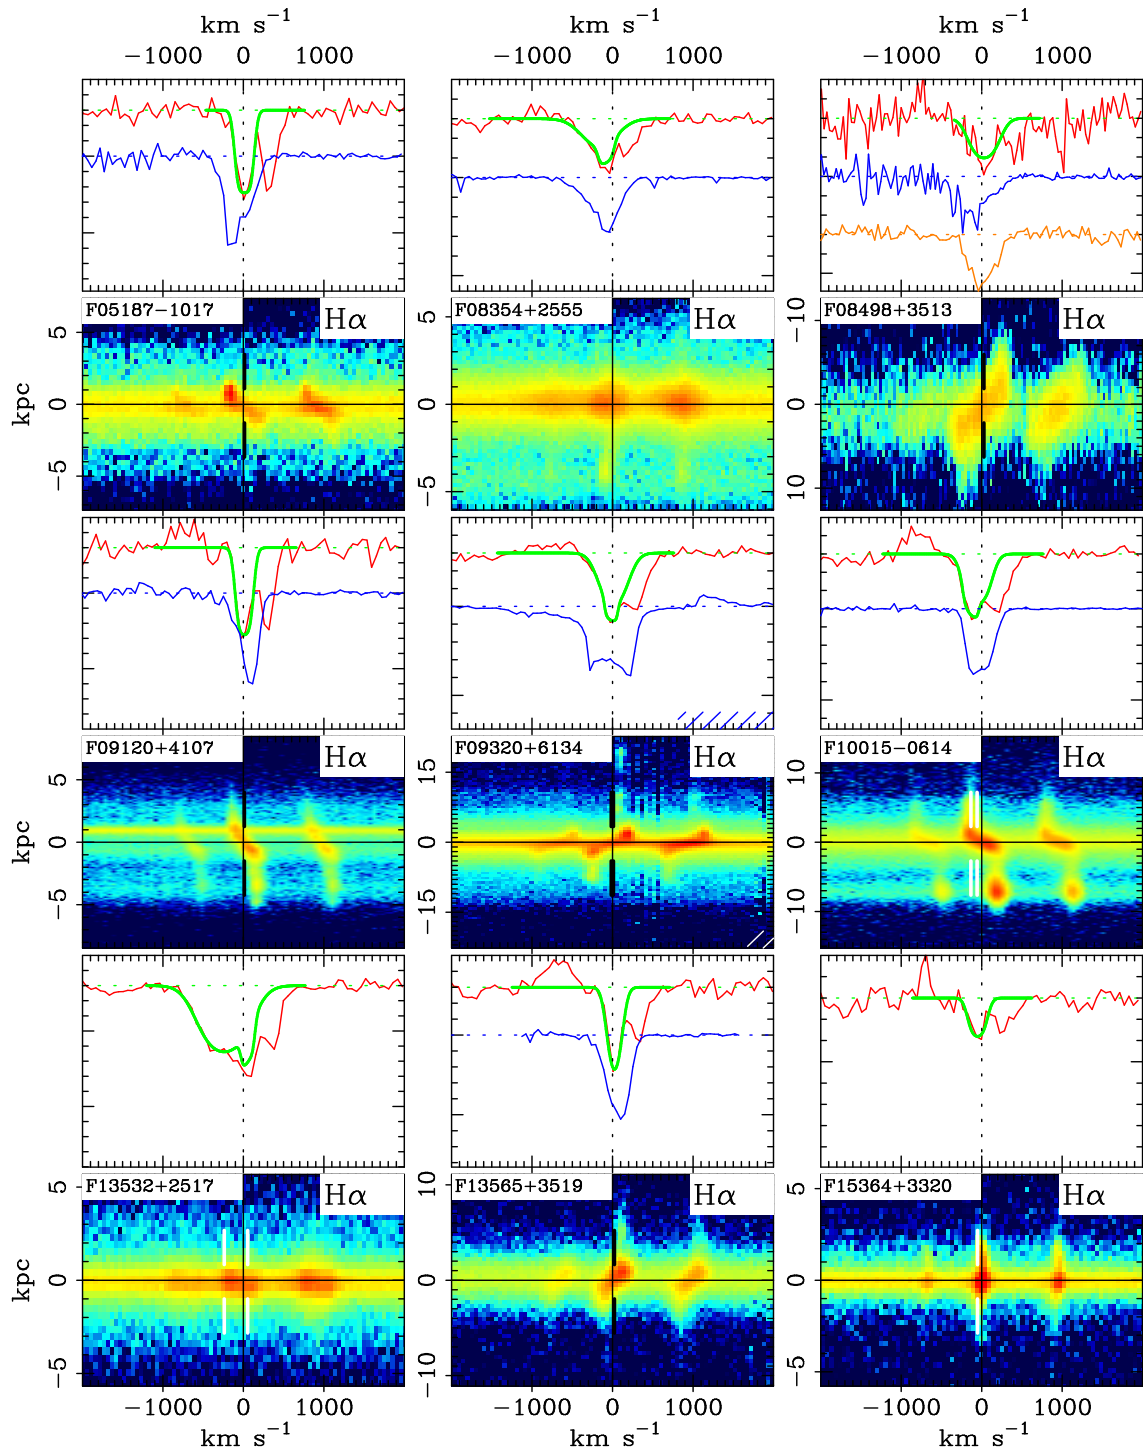 km s⁻¹ km s⁻¹ km s⁻¹
−1000 0 1000 −1000 0 1000 −1000 0 1000
F05187−1017 Hα F08354+2555 Hα F08498+3513 Hα
kpc
5 0 −5
5 0 −5
−10 0 10
F09120+4107 Hα F09320+6134 Hα F10015−0614 Hα
kpc
5 0 −5
15 0 −15
10 0 −10
F13532+2517 Hα F13565+3519 Hα F15364+3320 Hα
kpc
5 0 −5
10 0 −10
5 0 −5
−1000 0 1000 −1000 0 1000 −1000 0 1000
km s⁻¹ km s⁻¹ km s⁻¹